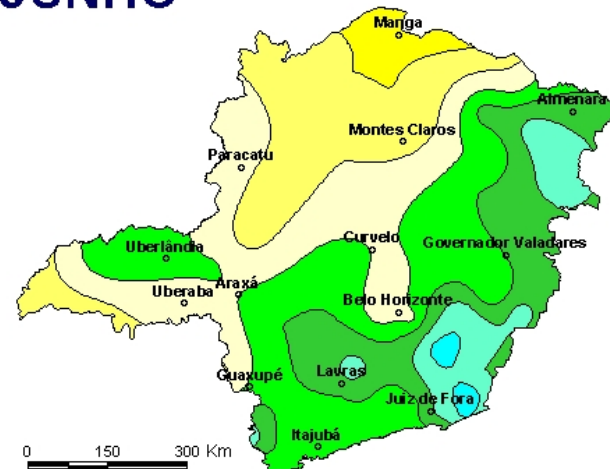 JUNHO
Manga
Almenara
Montes Claros
Paracatu
Uberlândia
Curvelo
Governador Valadares
Araxá
Uberaba
Belo Horizonte
Guaxupé
Lavras
Juiz de Fora
Itajubá
0 150 300 Km